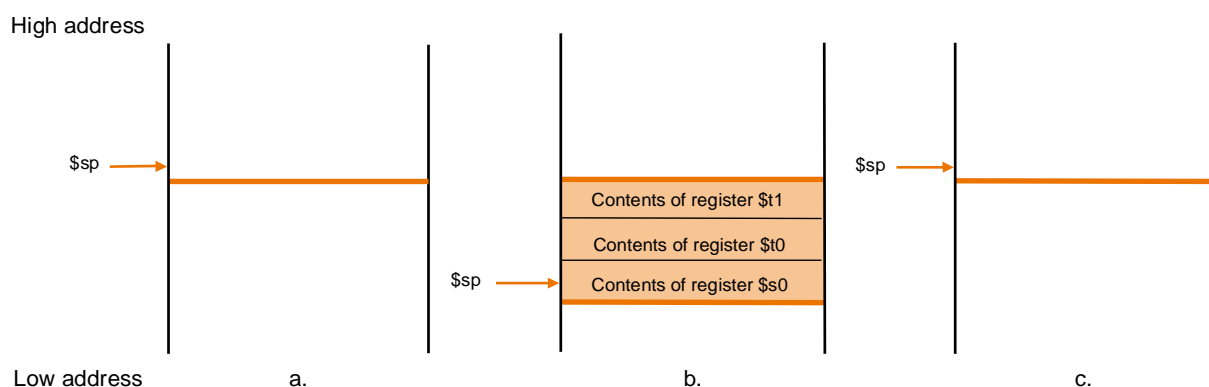 High address
$sp
$sp
Contents of register $t1
Contents of register $t0
$sp
Contents of register $s0
Low address
a.
b.
c.